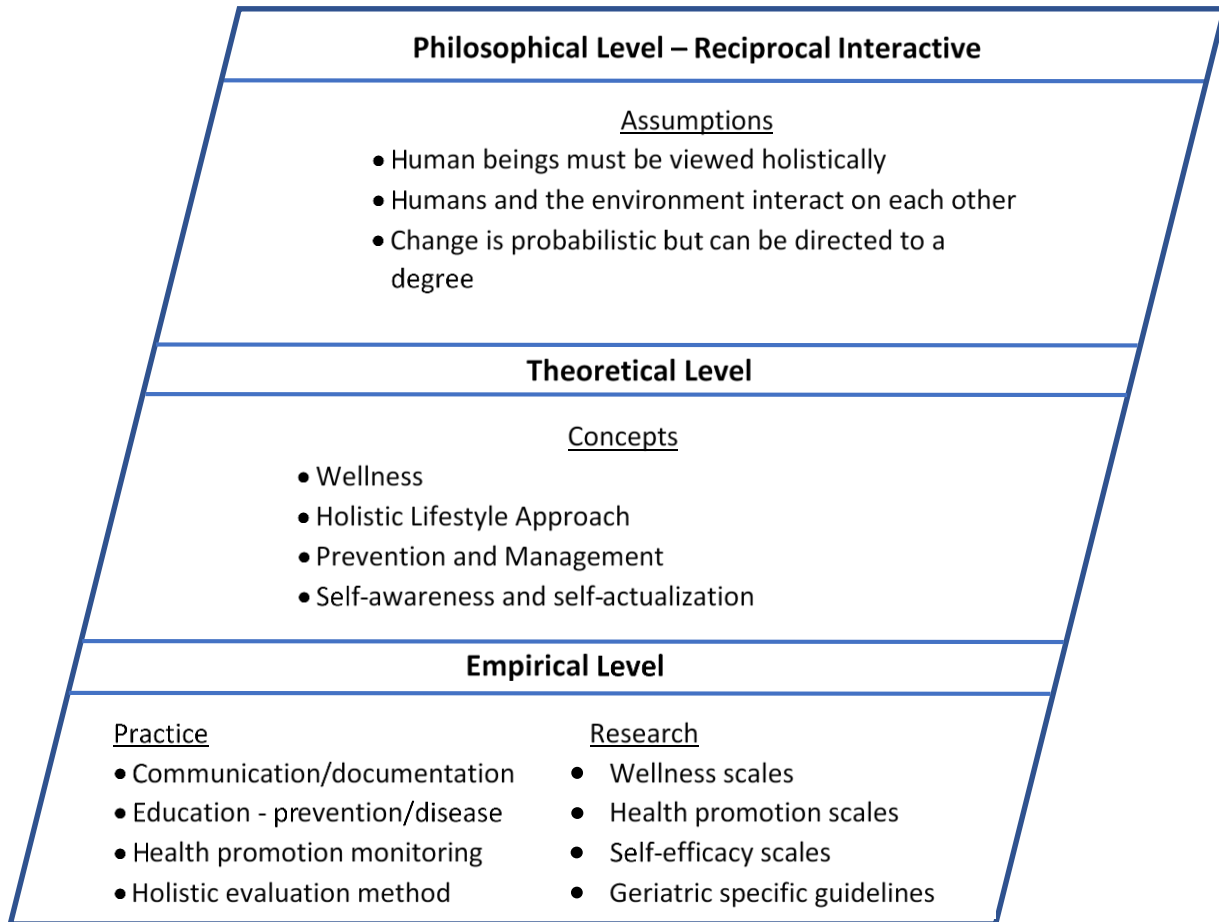 Philosophical Level – Reciprocal Interactive
Assumptions
• Human beings must be viewed holistically
• Humans and the environment interact on each other
• Change is probabilistic but can be directed to a
degree
Theoretical Level
Concepts
• Wellness
• Holistic Lifestyle Approach
• Prevention and Management
• Self-awareness and self-actualization
Empirical Level
Practice
• Communication/documentation
• Education - prevention/disease
• Health promotion monitoring
• Holistic evaluation method
Research
• Wellness scales
• Health promotion scales
• Self-efficacy scales
• Geriatric specific guidelines